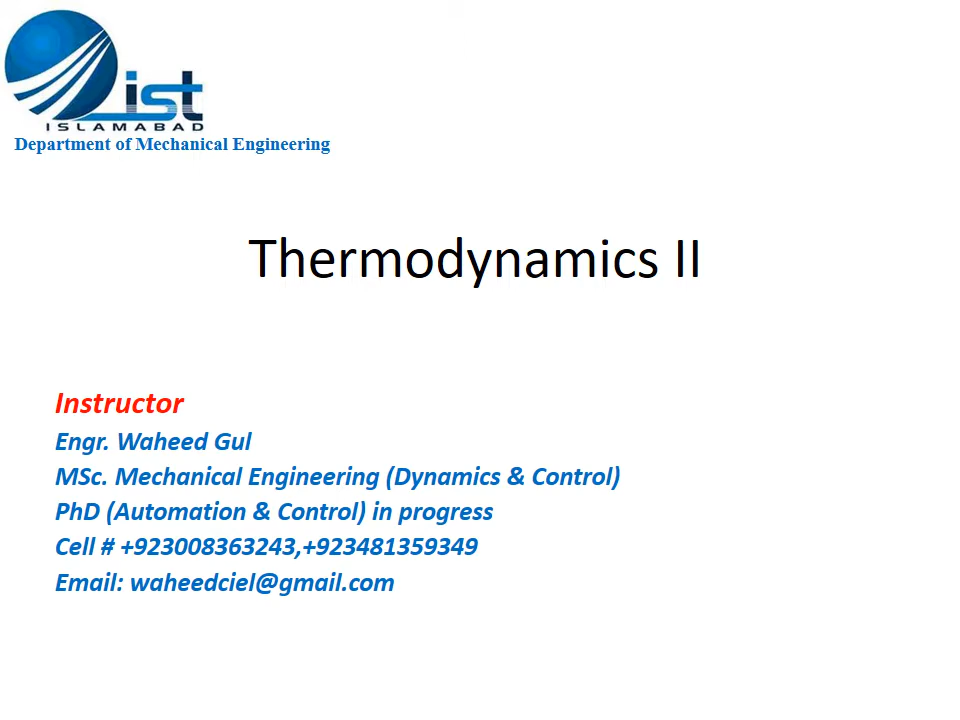 ist
ISLAMABAD
Department of Mechanical Engineering
Thermodynamics II
Instructor
Engr. Waheed Gul
MSc. Mechanical Engineering (Dynamics & Control)
PhD (Automation & Control) in progress
Cell # +923008363243,+923481359349
Email: waheedciel@gmail.com